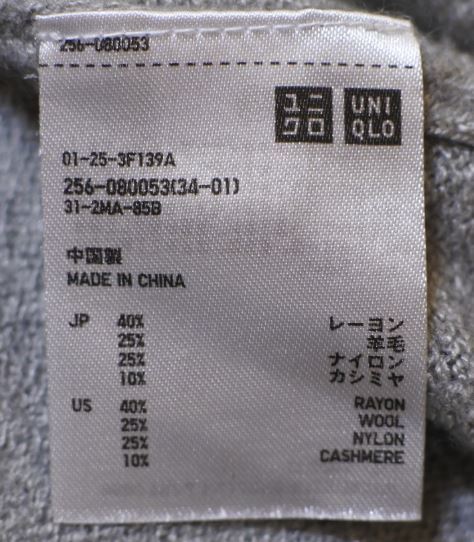 256-080053
ユニ
クロ
UNI
QLO
01-25-3F139A
256-080053(34-01)
31-2MA-85B
中国製
MADE IN CHINA
JP 40% レーヨン
25% 羊毛
25% ナイロン
10% カシミヤ
US 40% RAYON
25% WOOL
25% NYLON
10% CASHMERE